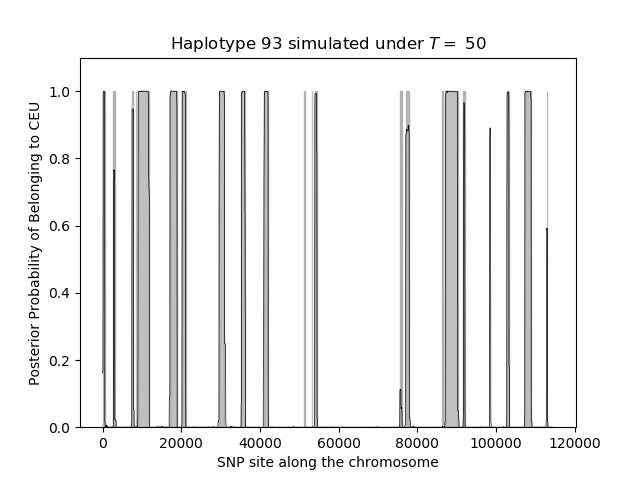 Haplotype 93 simulated under T = 50
Posterior Probability of Belonging to CEU
1.0
0.8
0.6
0.4
0.2
0.0
0 20000 40000 60000 80000 100000 120000
SNP site along the chromosome